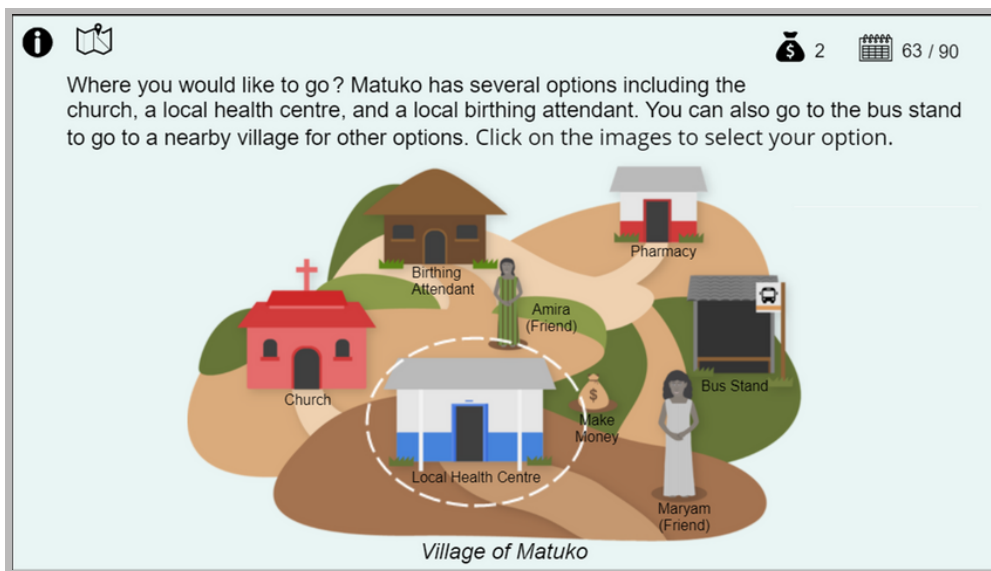 2
63 / 90
Where you would like to go? Matuko has several options including the
church, a local health centre, and a local birthing attendant. You can also go to the bus stand
to go to a nearby village for other options. Click on the images to select your option.
Pharmacy
Birthing
Attendant
Amira
(Friend)
Bus Stand
Church
Make
Money
Local Health Centre
Maryam
(Friend)
Village of Matuko